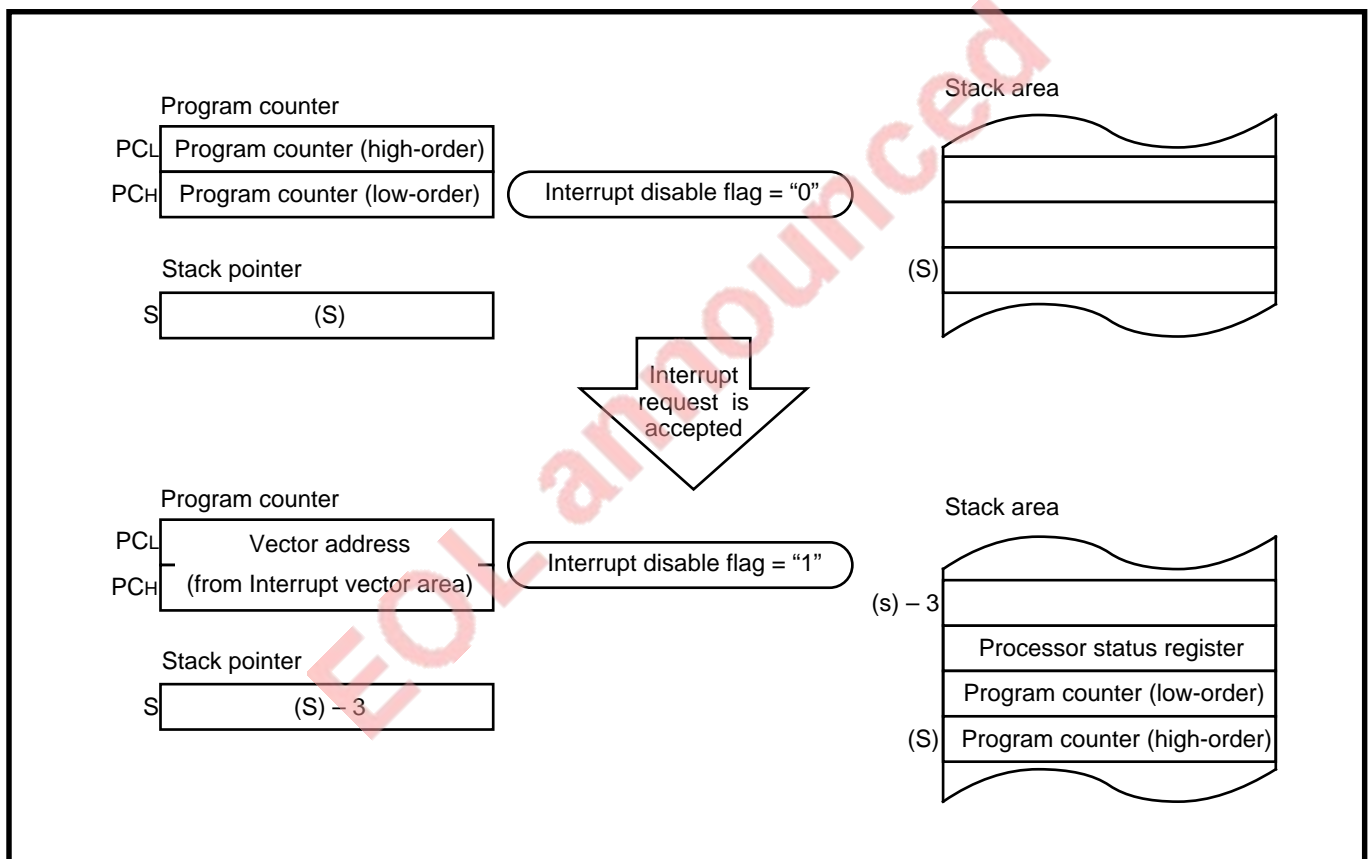 Program counter
PCL Program counter (high-order)
PCH Program counter (low-order)
Interrupt disable flag = “0”
Stack pointer
S (S)
Stack area
(S)
Interrupt
request is
accepted
Program counter
PCL Vector address
PCH (from Interrupt vector area)
Interrupt disable flag = “1”
Stack pointer
S (S) – 3
Stack area
(s) – 3
Processor status register
Program counter (low-order)
(S) Program counter (high-order)
EOL announced